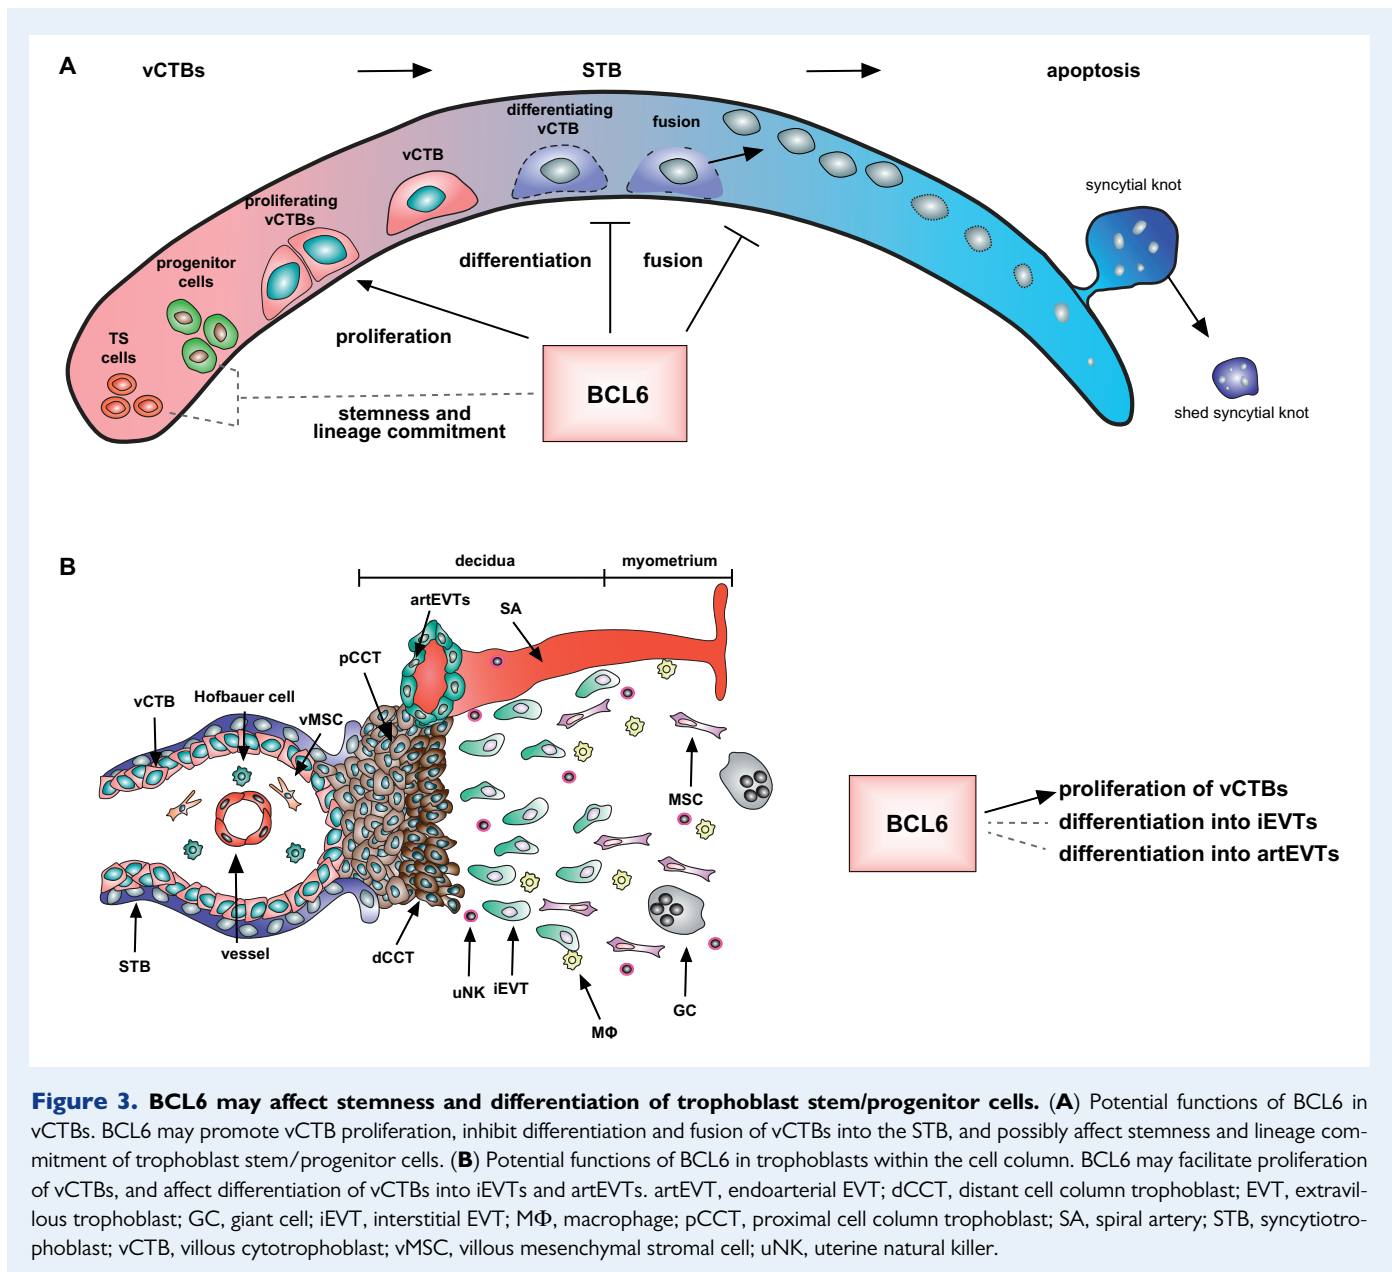 A
vCTBs
STB
apoptosis
differentiating
vCTB
fusion
vCTB
proliferating
vCTBs
progenitor
cells
TS
cells
syncytial knot
differentiation
fusion
proliferation
BCL6
stemness and
lineage commitment
shed syncytial knot
B
decidua
myometrium
artEVTs
SA
pCCT
vCTB
Hofbauer cell
vMSC
MSC
STB
vessel
dCCT
uNK
iEVT
MΦ
GC
BCL6
proliferation of vCTBs
differentiation into iEVTs
differentiation into artEVTs
Figure 3. BCL6 may affect stemness and differentiation of trophoblast stem/progenitor cells. (A) Potential functions of BCL6 in
vCTBs. BCL6 may promote vCTB proliferation, inhibit differentiation and fusion of vCTBs into the STB, and possibly affect stemness and lineage com-
mitment of trophoblast stem/progenitor cells. (B) Potential functions of BCL6 in trophoblasts within the cell column. BCL6 may facilitate proliferation
of vCTBs, and affect differentiation of vCTBs into iEVTs and artEVTs. artEVT, endoarterial EVT; dCCT, distant cell column trophoblast; EVT, extravil-
lous trophoblast; GC, giant cell; iEVT, interstitial EVT; MΦ, macrophage; pCCT, proximal cell column trophoblast; SA, spiral artery; STB, syncytiotro-
phoblast; vCTB, villous cytotrophoblast; vMSC, villous mesenchymal stromal cell; uNK, uterine natural killer.